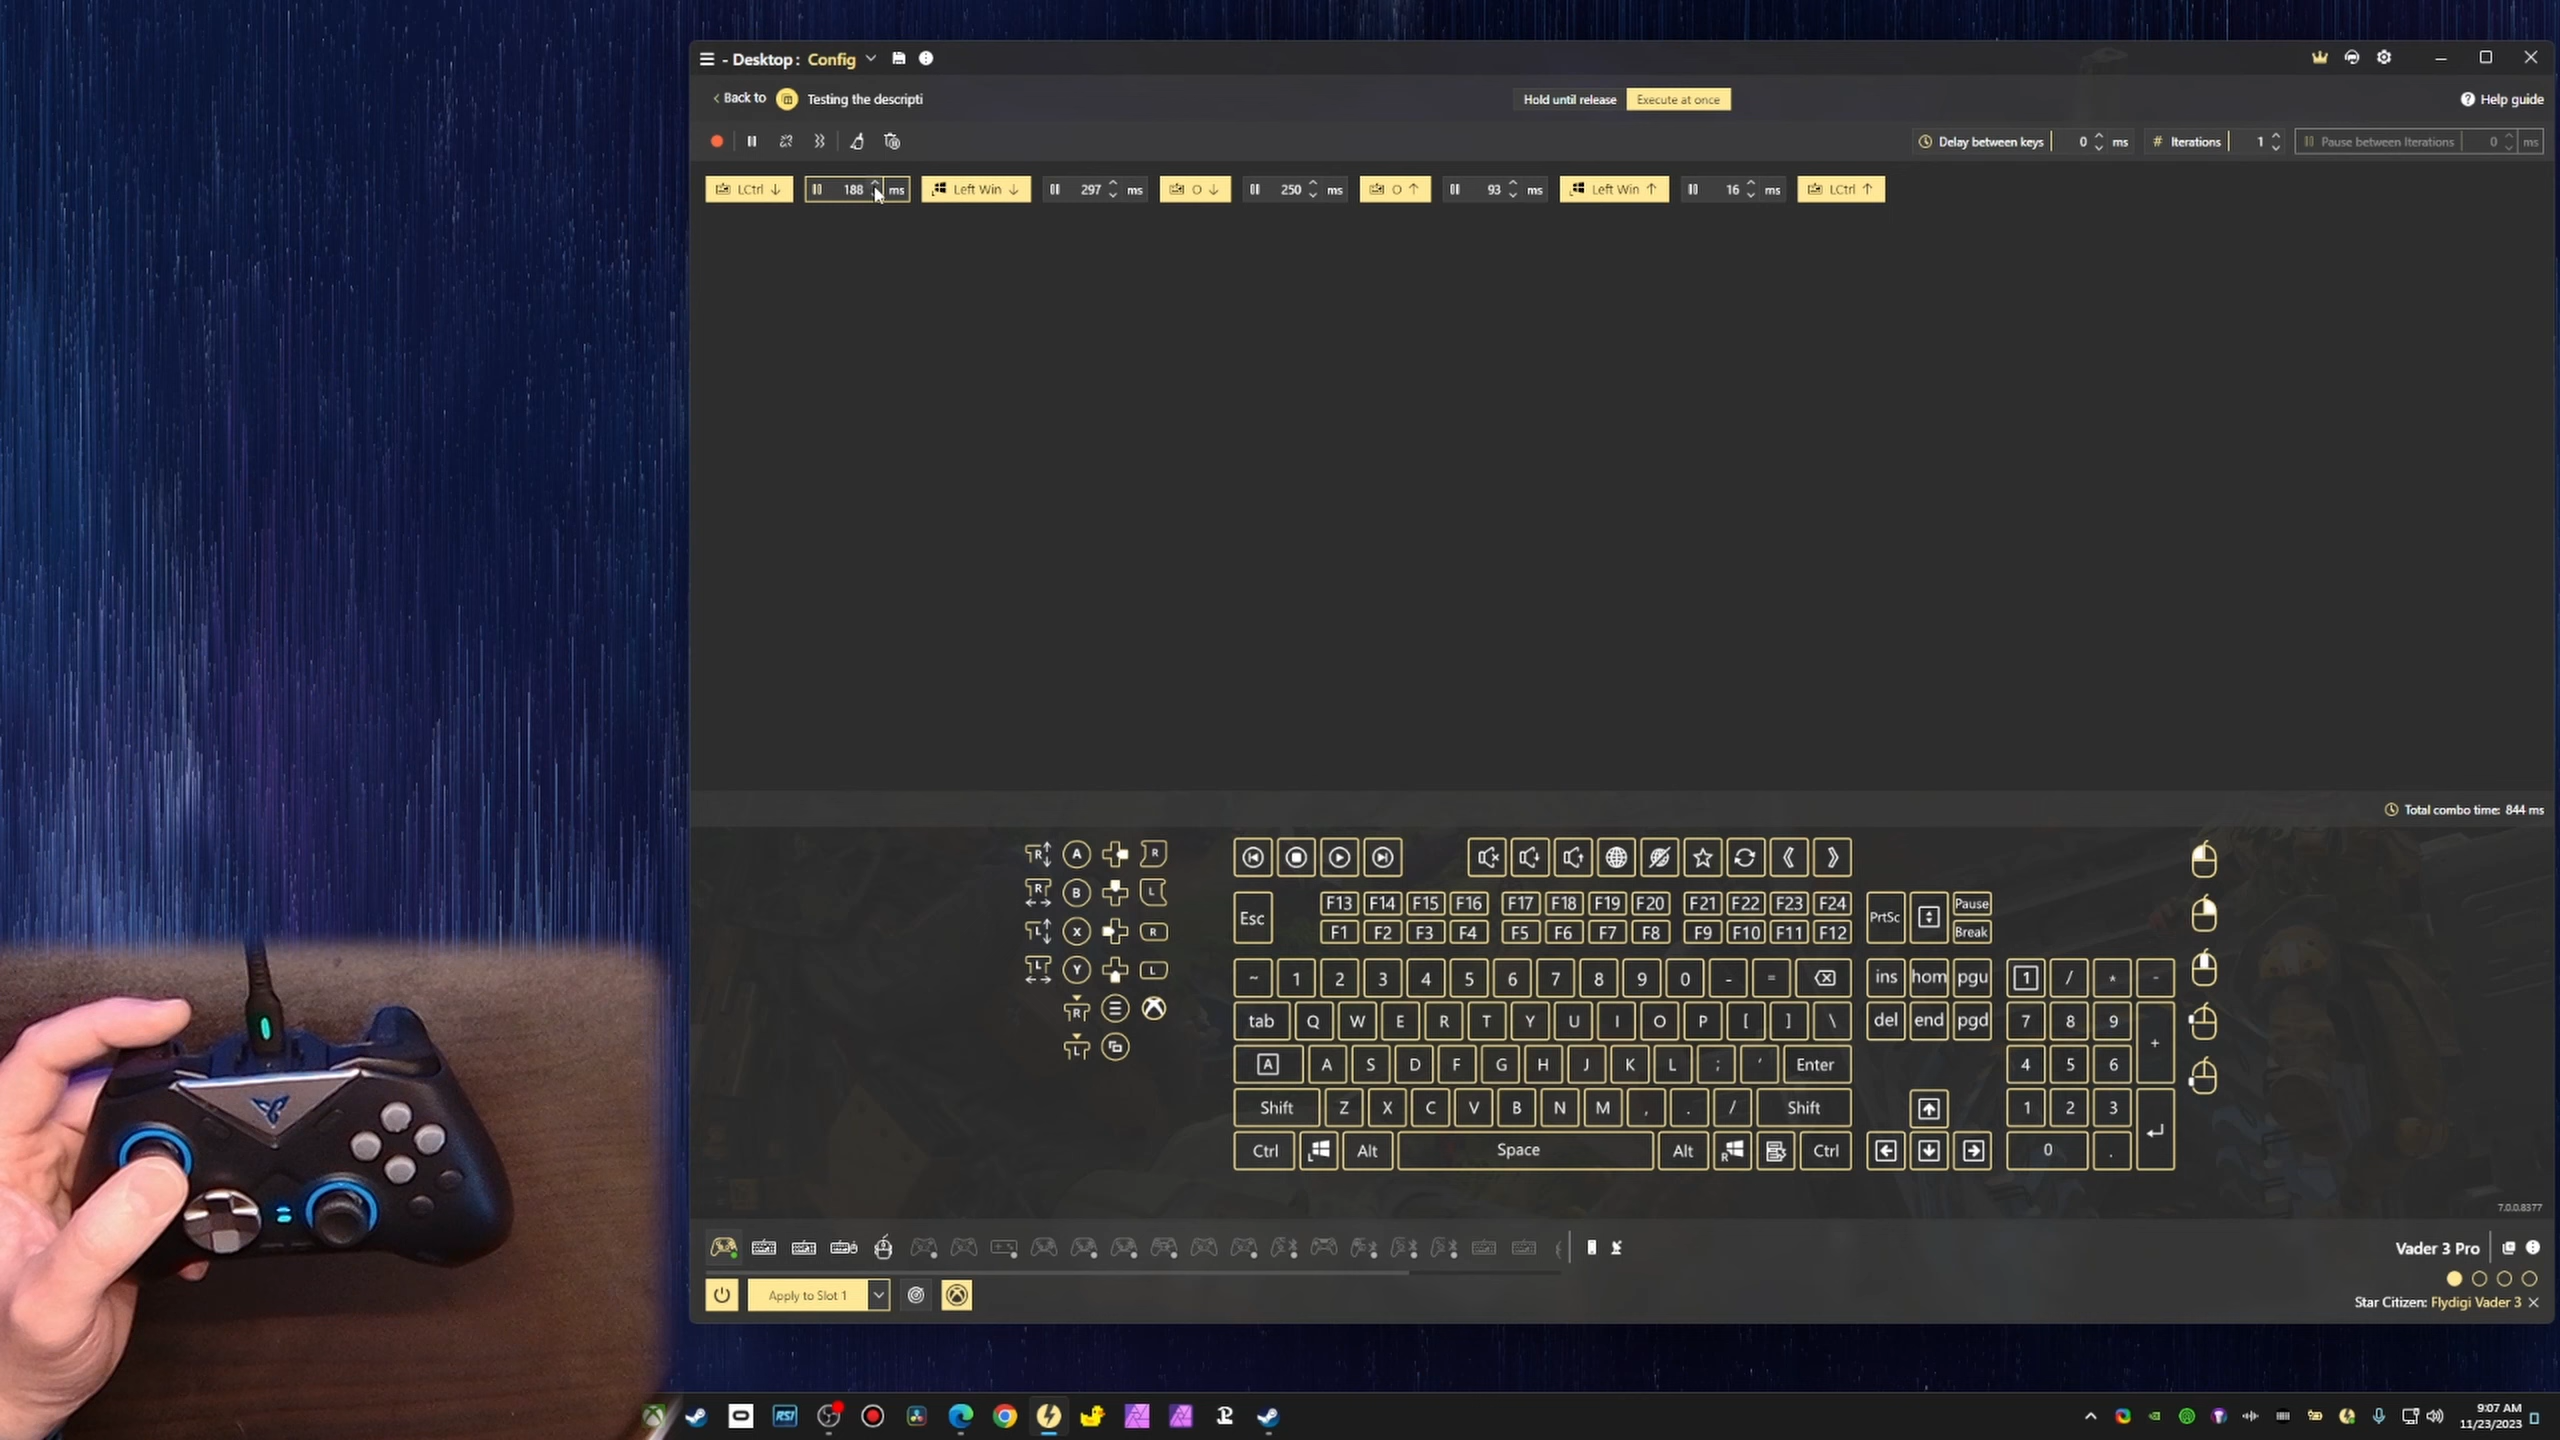 - Desktop: Config
Back to Testing the descripti
Hold until release Execute at once
Help guide
Delay between keys 0 ms # Iterations 1 Pause between Iterations 0 ms
LCtrl ↓ 188 ms Left Win ↓ 297 ms O ↓ 250 ms O ↑ 93 ms Left Win ↑ 16 ms LCtrl ↑
Total combo time: 844 ms
R A R
R B L
L X R
L Y L
R
L
Esc F13 F14 F15 F16 F17 F18 F19 F20 F21 F22 F23 F24 PrtSc Pause
F1 F2 F3 F4 F5 F6 F7 F8 F9 F10 F11 F12 Break
~ 1 2 3 4 5 6 7 8 9 0 - = ins hom pgu 1 / * -
tab Q W E R T Y U I O P [ ] \ del end pgd 7 8 9 +
A A S D F G H J K L ; ' Enter 4 5 6
Shift Z X C V B N M , . / Shift 1 2 3
Ctrl L Alt Space Alt R Ctrl 0 .
7.0.0.8377
Vader 3 Pro
Apply to Slot 1
Star Citizen: Flydigi Vader 3
RSI
9:07 AM
11/23/2023